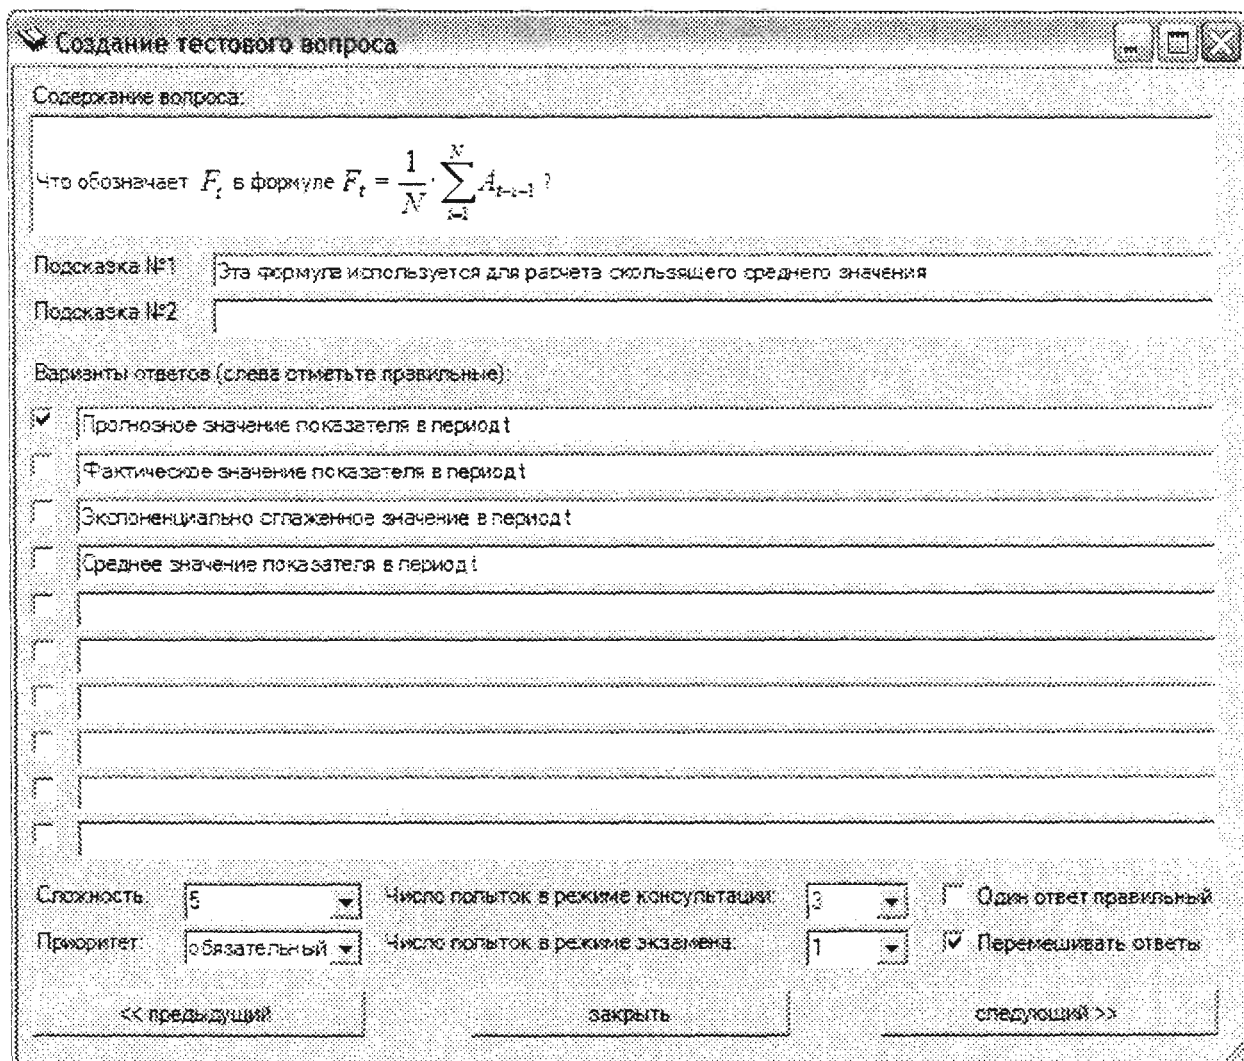 Создание тестового вопроса
Содержание вопроса:
Что обозначает F_t в формуле F_t = 1/N · ∑_{i=1}^{N} A_{t-i-1} ?
Подсказка №1 Эта формула используется для расчета скользящего среднего значения
Подсказка №2
Варианты ответов (слева отметьте правильные):
Прогнозное значение показателя в период t
Фактическое значение показателя в период t
Экспоненциально сглаженное значение в период t
Среднее значение показателя в период t
Сложность: 5 Число попыток в режиме консультации: 3 Один ответ правильный
Приоритет: обязательный Число попыток в режиме экзамена: 1 Перемешивать ответы
<< предыдущий закрыть следующий >>